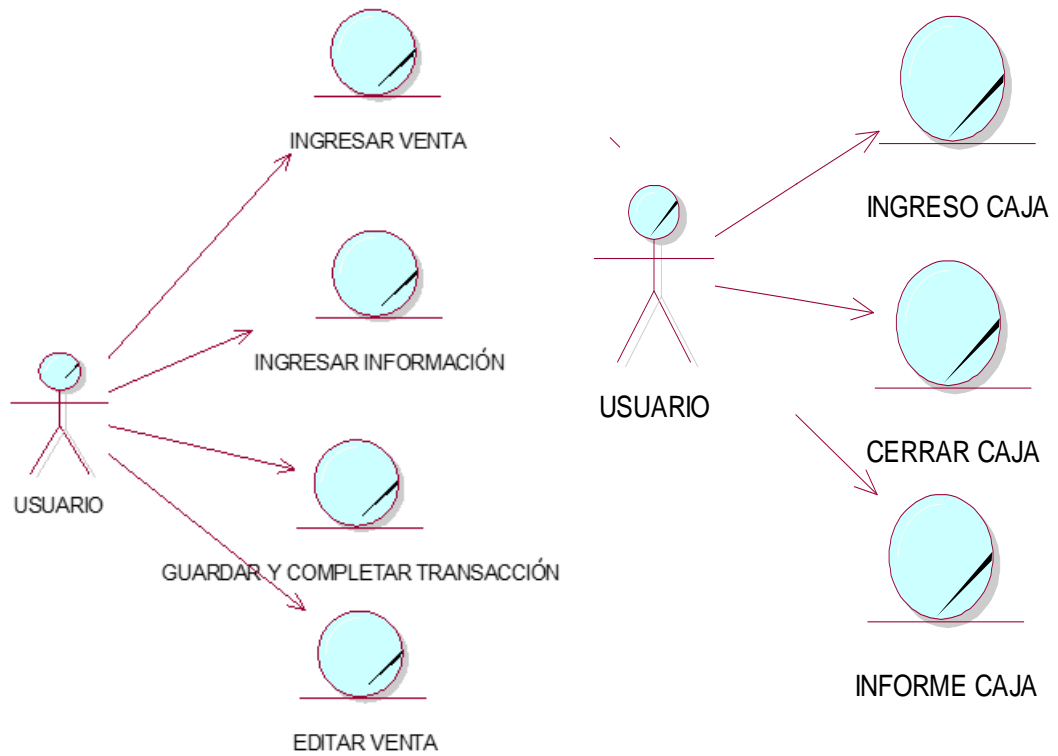 INGRESAR VENTA
INGRESAR INFORMACIÓN
USUARIO
GUARDAR Y COMPLETAR TRANSACCIÓN
EDITAR VENTA
INGRESO CAJA
USUARIO
CERRAR CAJA
INFORME CAJA